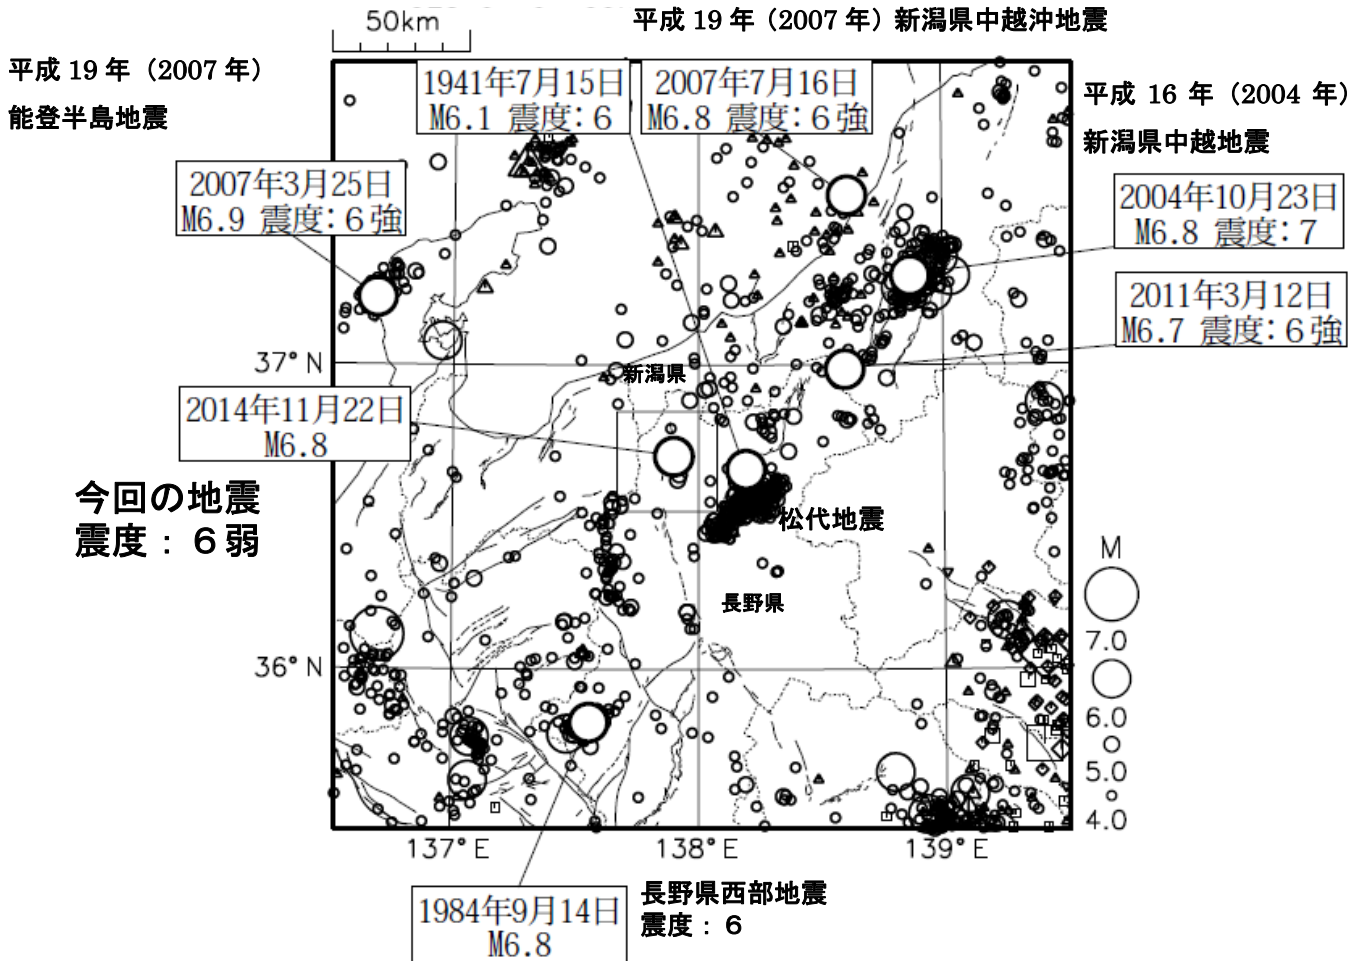 50km
平成 19 年（2007 年）新潟県中越沖地震
平成 19 年（2007 年）
能登半島地震
1941年7月15日
M6.1 震度：6
2007年7月16日
M6.8 震度：6強
平成 16 年（2004 年）
新潟県中越地震
2007年3月25日
M6.9 震度：6強
2004年10月23日
M6.8 震度：7
2011年3月12日
M6.7 震度：6強
37°N
新潟県
2014年11月22日
M6.8
今回の地震
震度：６弱
松代地震
長野県
M
7.0
6.0
5.0
4.0
36°N
137°E
138°E
139°E
1984年9月14日
M6.8
長野県西部地震
震度：６